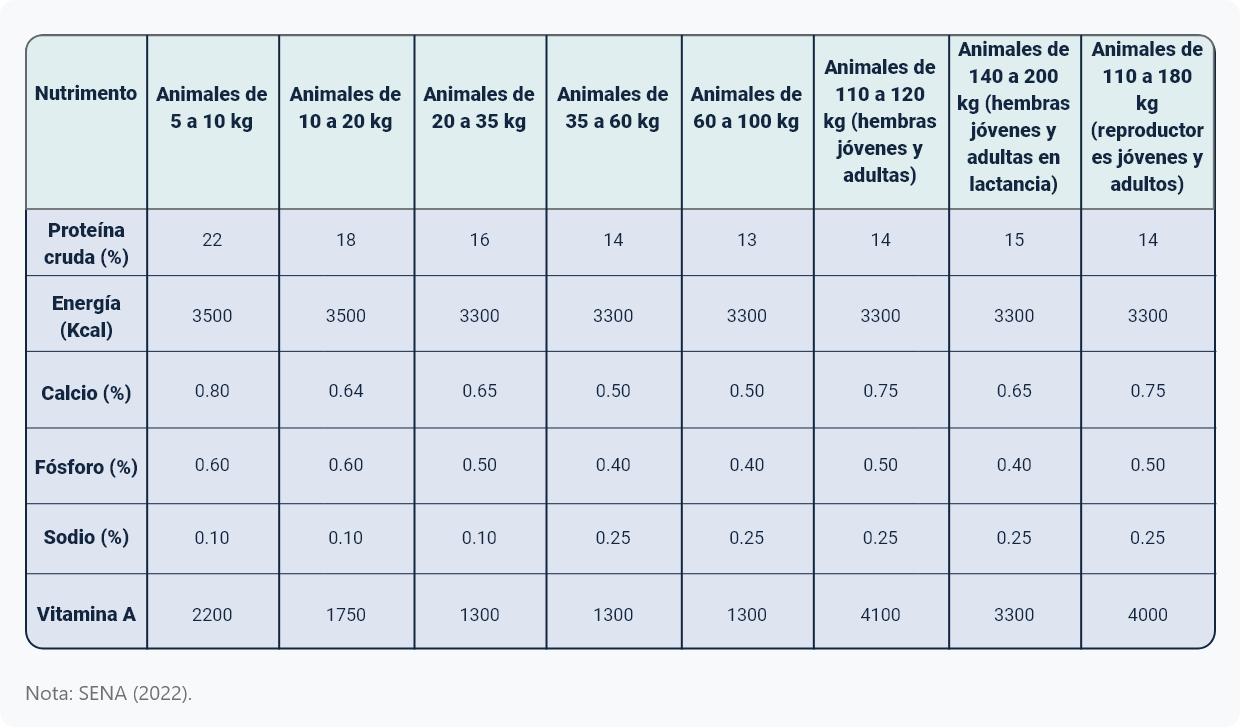 Nutrimento
Animales de
5 a 10 kg
Animales de
10 a 20 kg
Animales de
20 a 35 kg
Animales de
35 a 60 kg
Animales de
60 a 100 kg
Animales de
110 a 120
kg (hembras
jóvenes y
adultas)
Animales de
140 a 200
kg (hembras
jóvenes y
adultas en
lactancia)
Animales de
110 a 180
kg
(reproductor
es jóvenes y
adultos)
Proteína
cruda (%)
22
18
16
14
13
14
15
14
Energía
(Kcal)
3500
3500
3300
3300
3300
3300
3300
3300
Calcio (%)
0.80
0.64
0.65
0.50
0.50
0.75
0.65
0.75
Fósforo (%)
0.60
0.60
0.50
0.40
0.40
0.50
0.40
0.50
Sodio (%)
0.10
0.10
0.10
0.25
0.25
0.25
0.25
0.25
Vitamina A
2200
1750
1300
1300
1300
4100
3300
4000
Nota: SENA (2022).